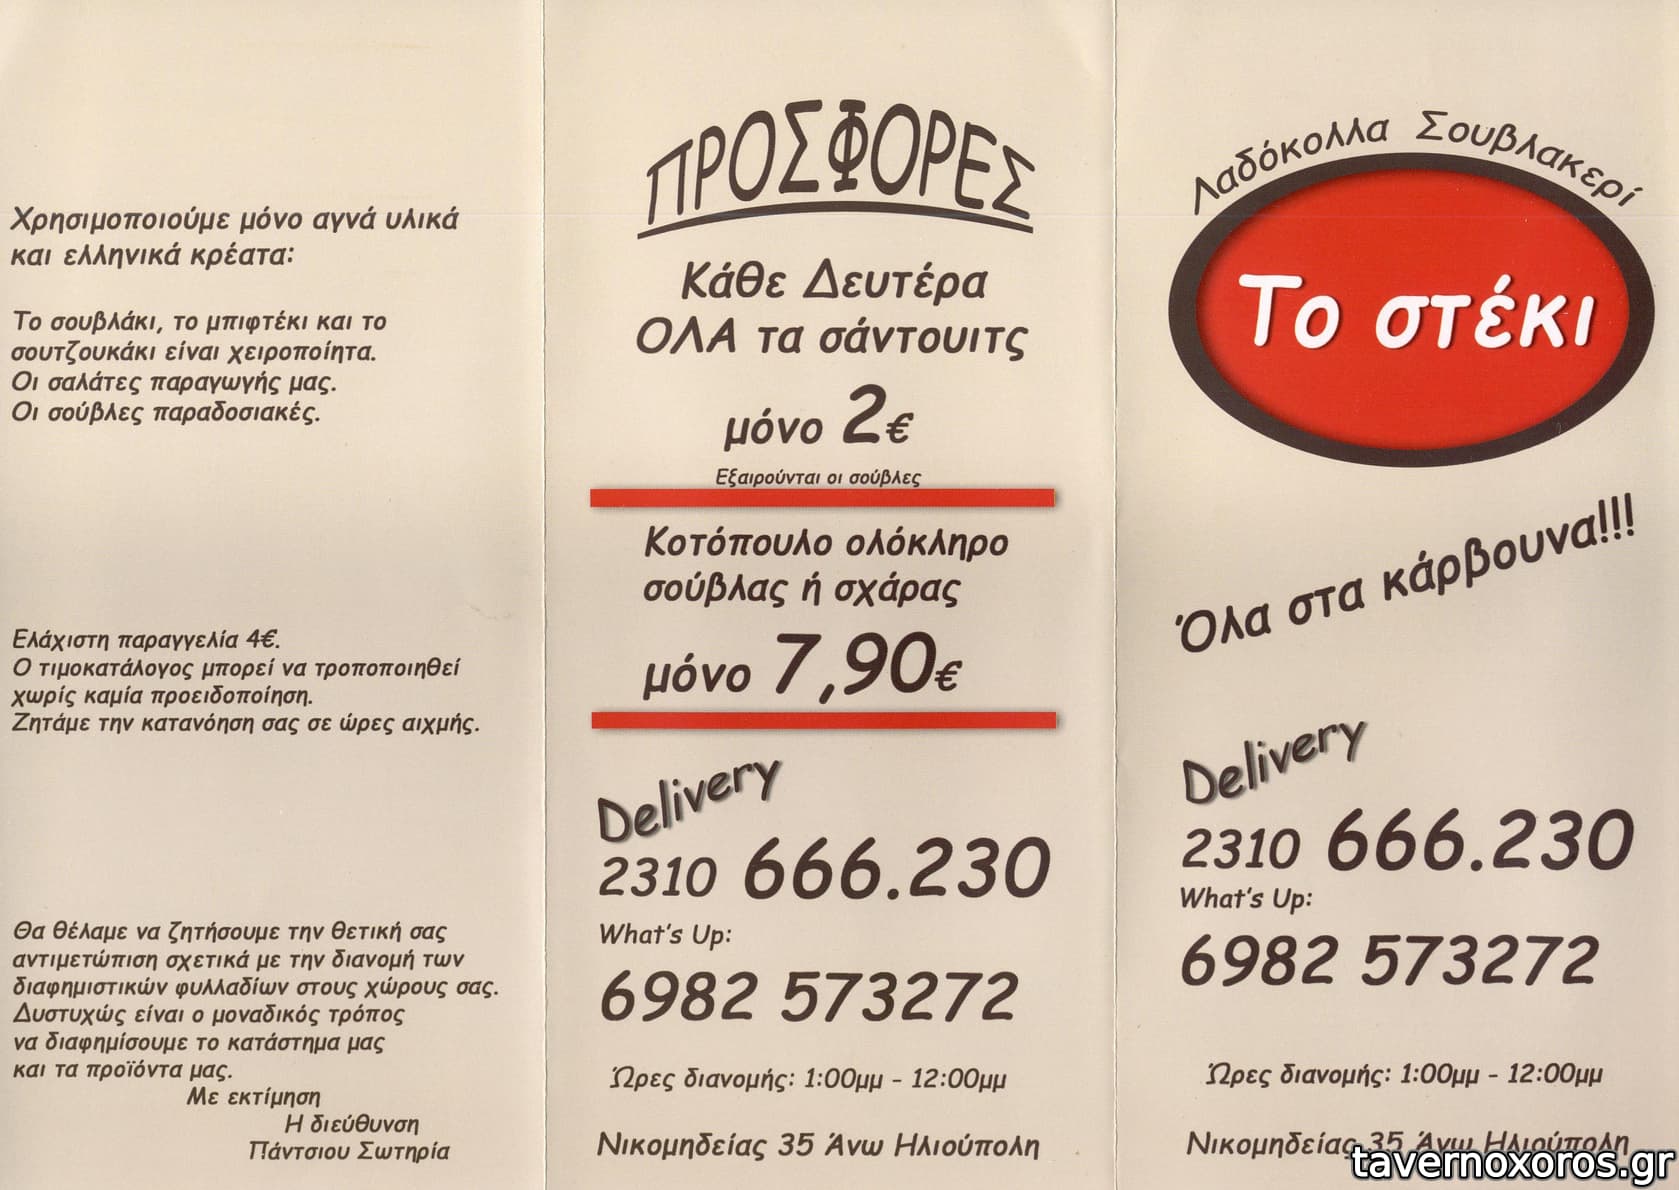 Χρησιμοποιούμε μόνο αγνά υλικά
και ελληνικά κρέατα:
Το σουβλάκι, το μπιφτέκι και το
σουτζουκάκι είναι χειροποίητα.
Οι σαλάτες παραγωγής μας.
Οι σούβλες παραδοσιακές.
Ελάχιστη παραγγελία 4€.
Ο τιμοκατάλογος μπορεί να τροποποιηθεί
χωρίς καμία προειδοποίηση.
Ζητάμε την κατανόηση σας σε ώρες αιχμής.
Θα θέλαμε να ζητήσουμε την θετική σας
αντιμετώπιση σχετικά με την διανομή των
διαφημιστικών φυλλαδίων στους χώρους σας.
Δυστυχώς είναι ο μοναδικός τρόπος
να διαφημίσουμε το κατάστημα μας
και τα προϊόντα μας.
Με εκτίμηση
Η διεύθυνση
Πάντσιου Σωτηρία
ΠΡΟΣΦΟΡΕΣ
Κάθε Δευτέρα
ΟΛΑ τα σάντουιτς
μόνο 2€
Εξαιρούνται οι σούβλες
Κοτόπουλο ολόκληρο
σούβλας ή σχάρας
μόνο 7,90€
Delivery
2310 666.230
What's Up:
6982 573272
Ώρες διανομής: 1:00μμ - 12:00μμ
Νικομηδείας 35 Άνω Ηλιούπολη
Λαδόκολλα Σουβλακερί
Το στέκι
Όλα στα κάρβουνα!!!
Delivery
2310 666.230
What's Up:
6982 573272
Ώρες διανομής: 1:00μμ - 12:00μμ
Νικομηδείας 35 Άνω Ηλιούπολη
tavernoxoros.gr